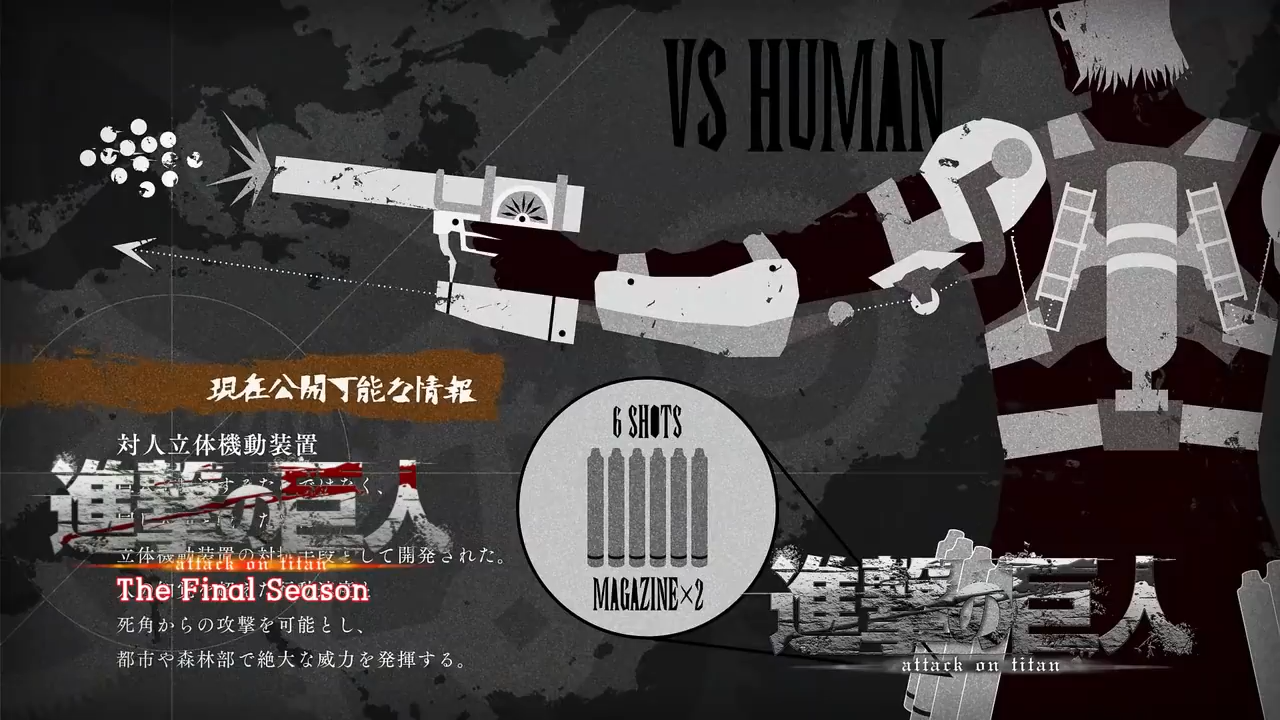 VS HUMAN
現在公開可能な情報
対人立体機動装置
進撃の巨人
attack on titan
The Final Season
立体機動装置の対抗手段として開発された。
死角からの攻撃を可能とし、
都市や森林部で絶大な威力を発揮する。
6 SHOTS
MAGAZINE×2
進撃の巨人
attack on titan